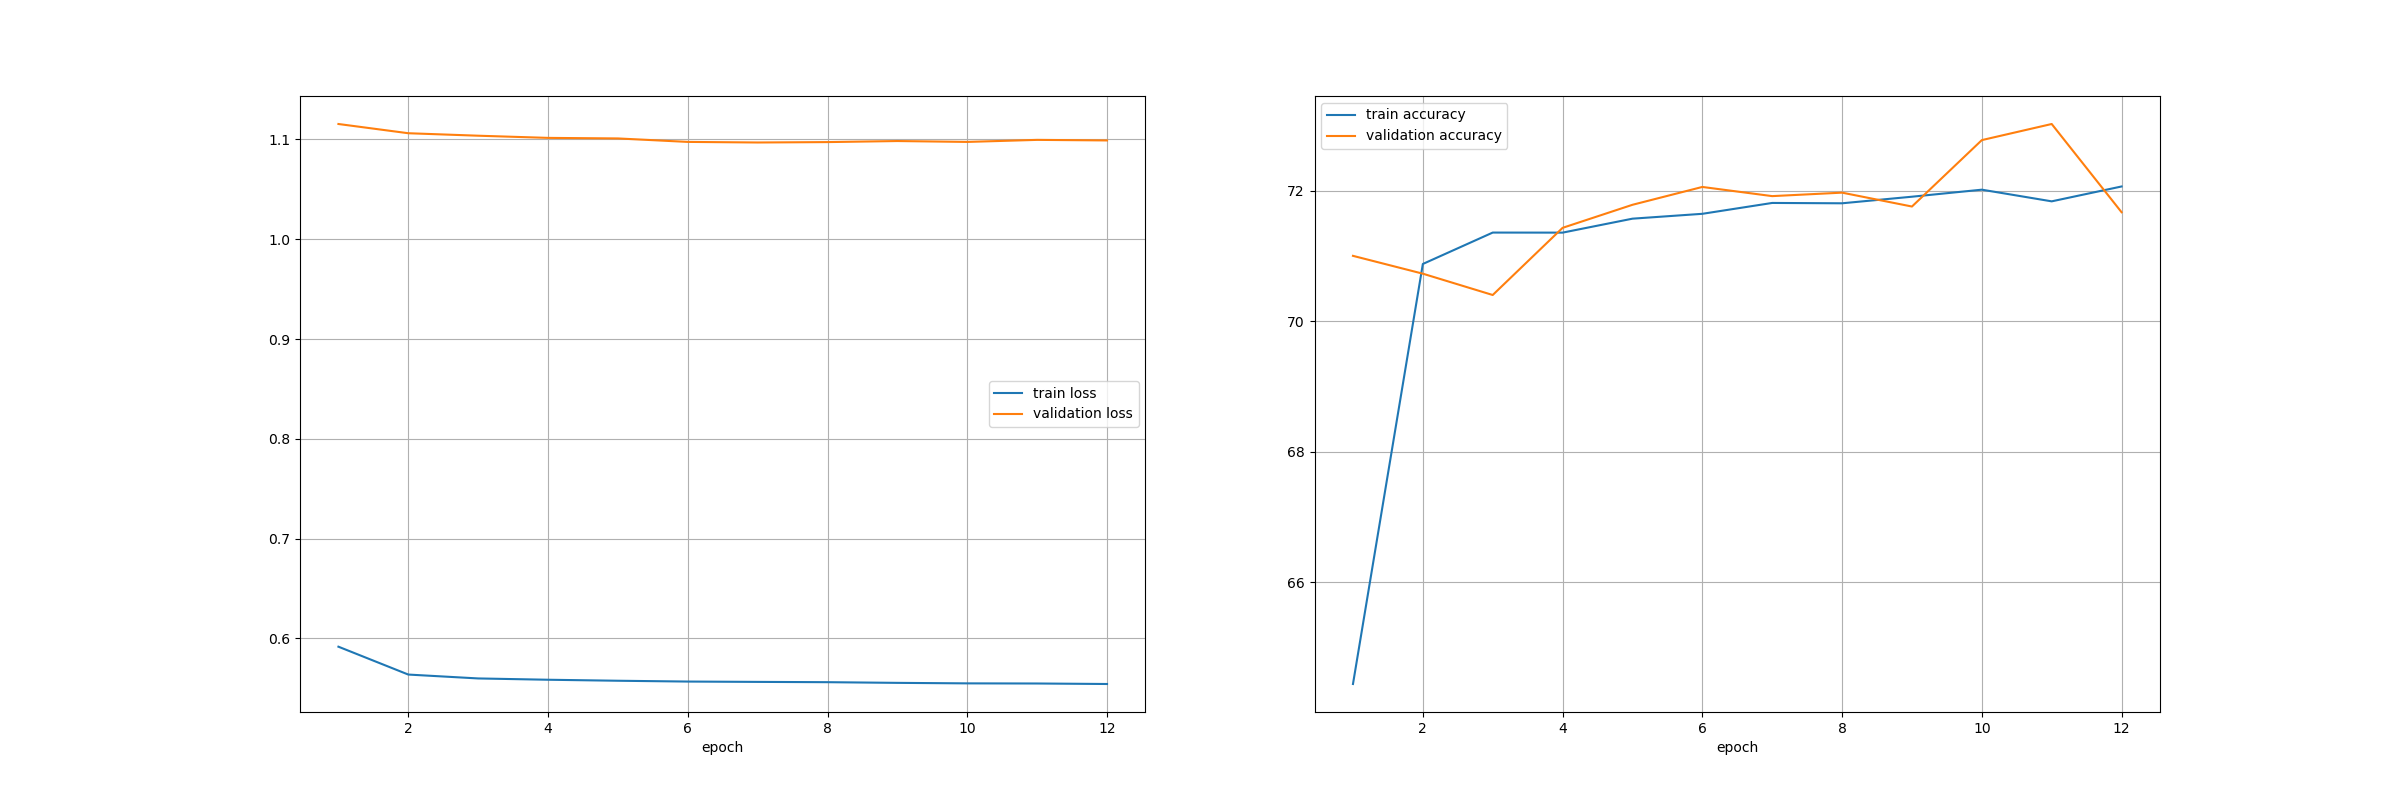 1.1
1.0
0.9
0.8
0.7
0.6
2 4 6 8 10 12
epoch
train loss
validation loss
train accuracy
validation accuracy
72
70
68
66
2 4 6 8 10 12
epoch